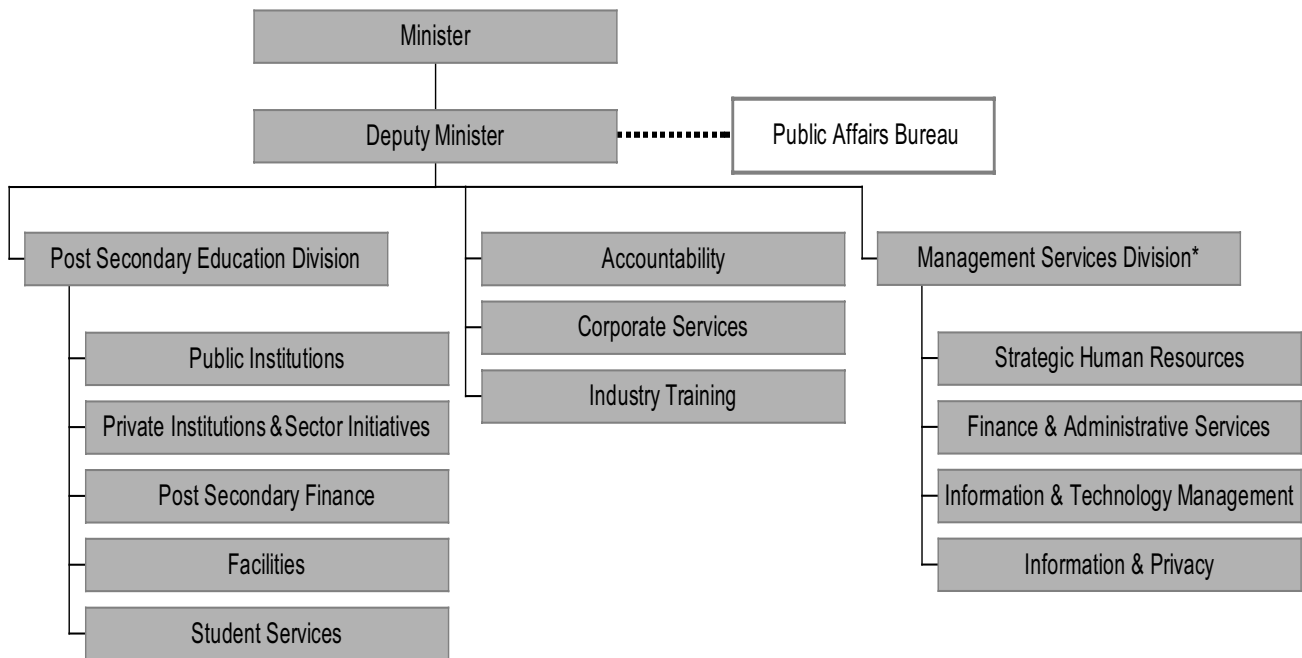 Minister
Deputy Minister
Public Affairs Bureau
Post Secondary Education Division
Public Institutions
Private Institutions & Sector Initiatives
Post Secondary Finance
Facilities
Student Services
Accountability
Corporate Services
Industry Training
Management Services Division*
Strategic Human Resources
Finance & Administrative Services
Information & Technology Management
Information & Privacy